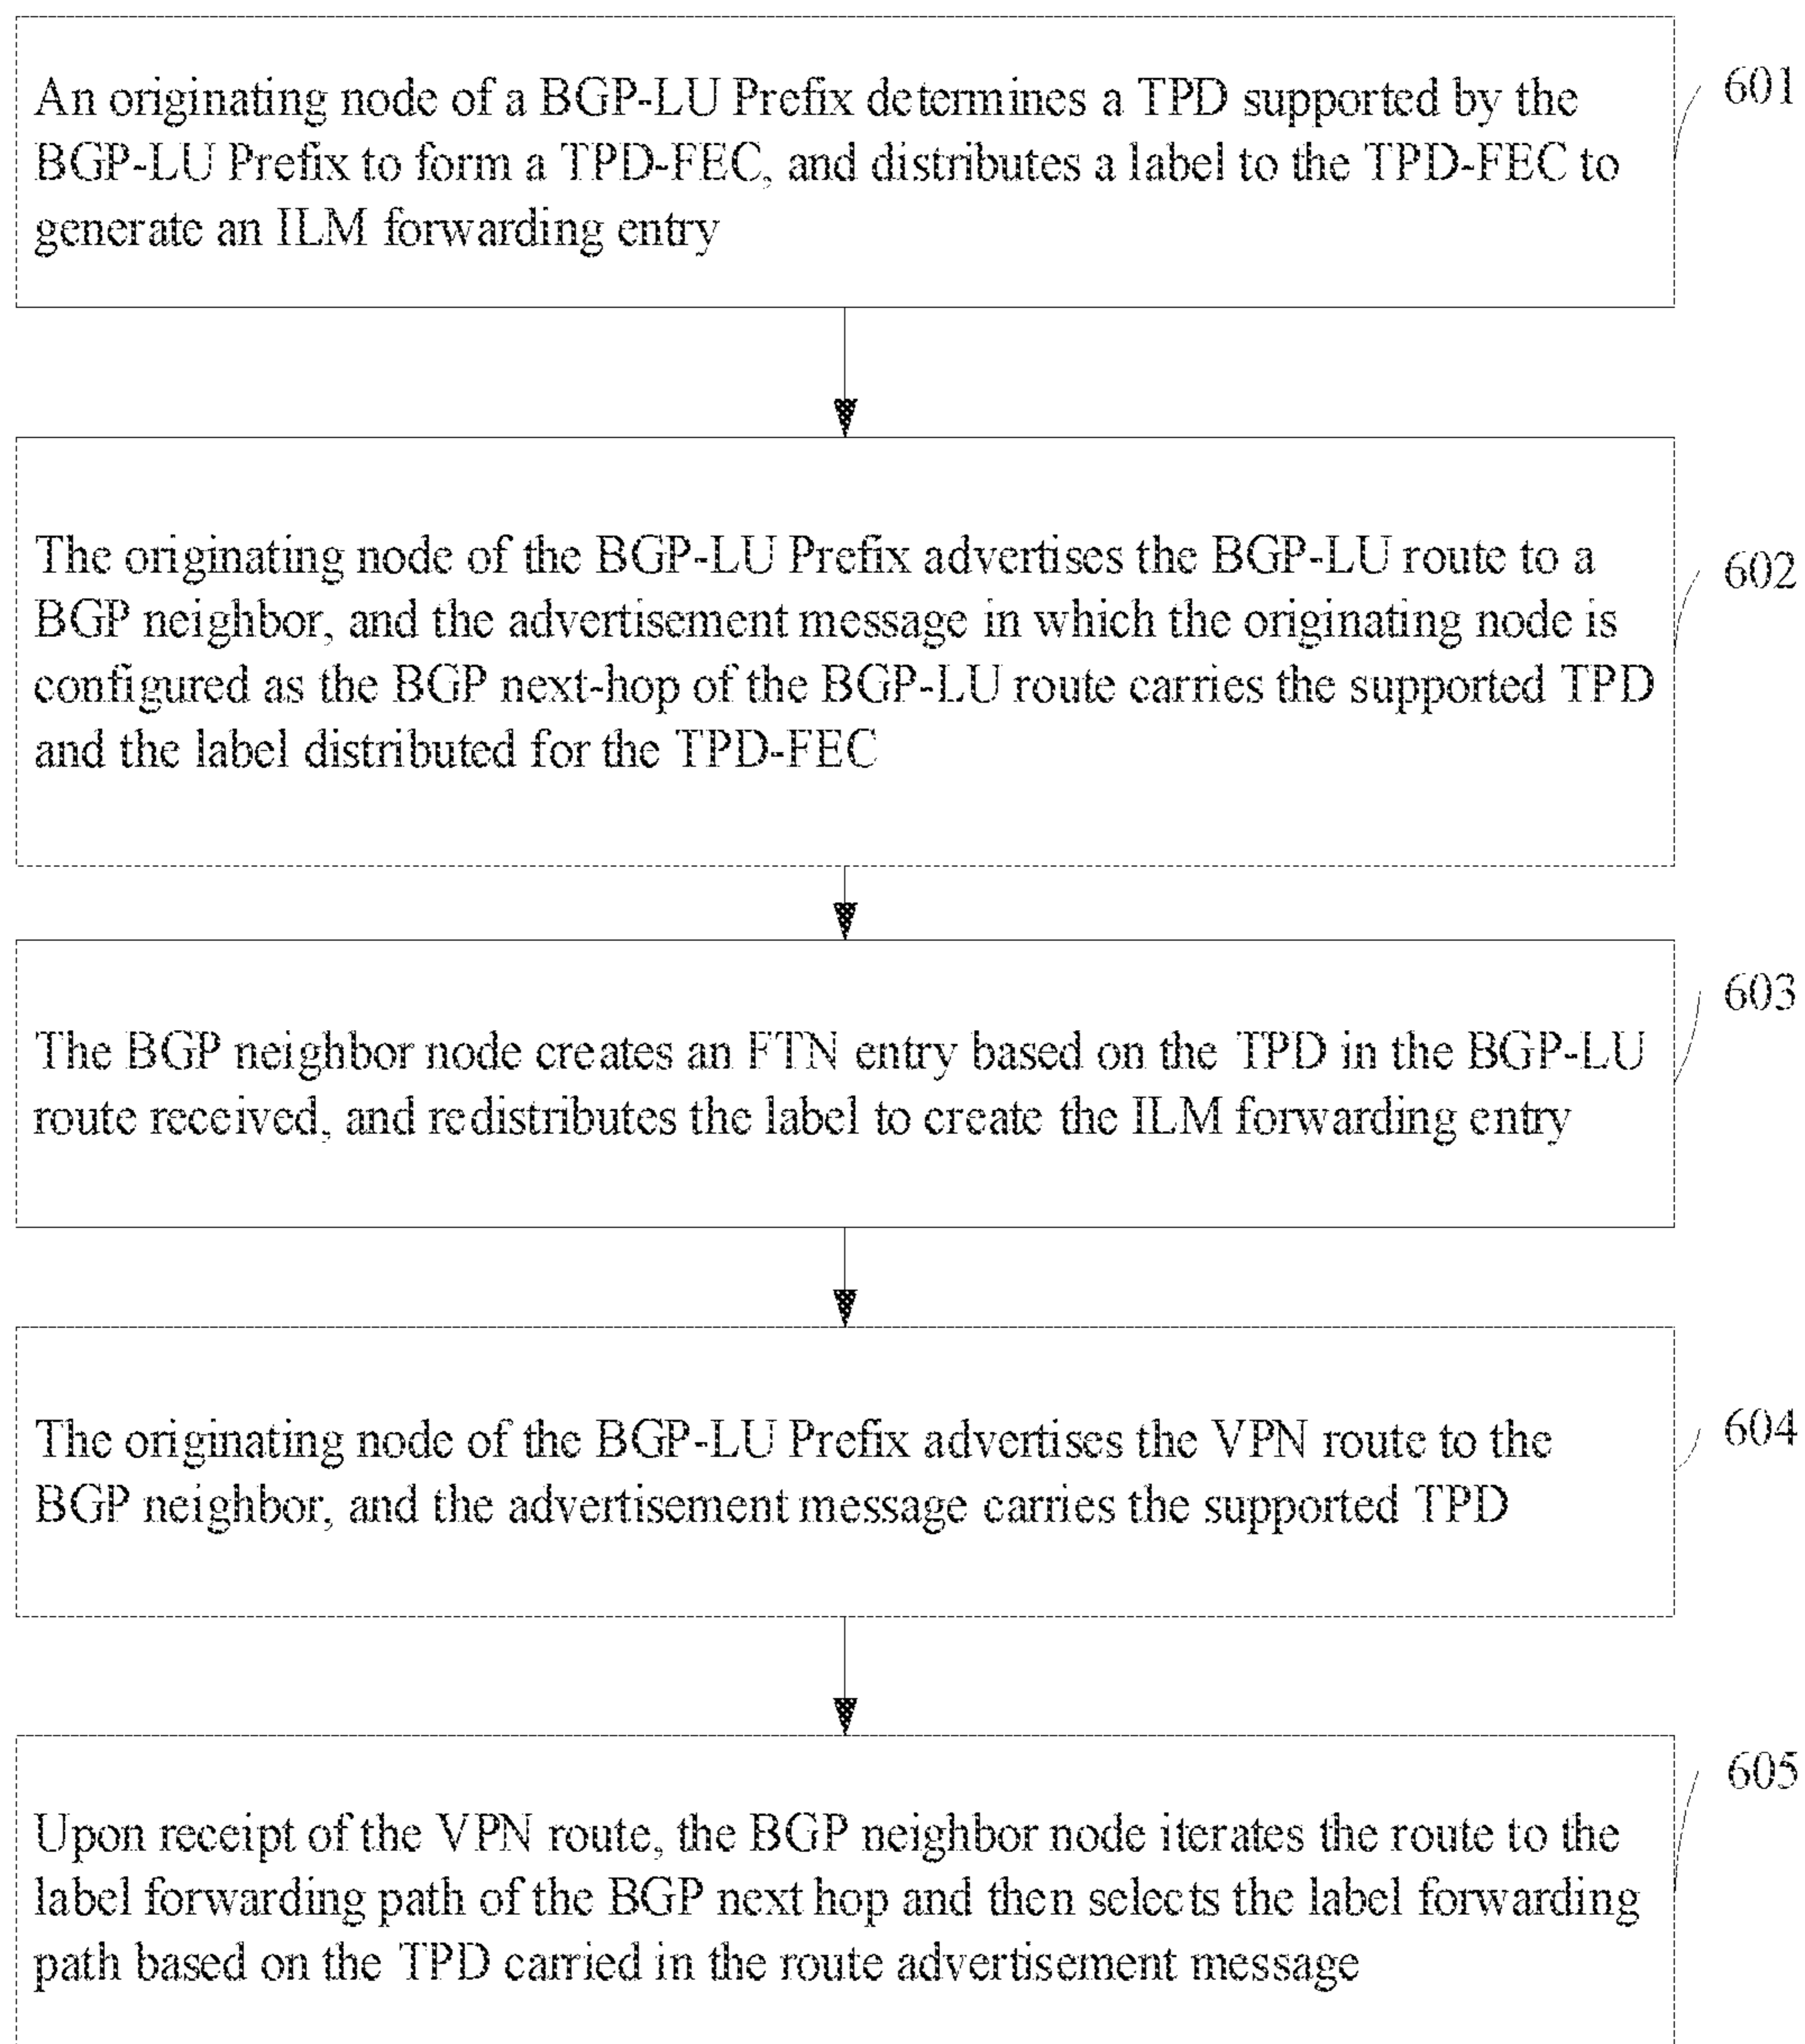 An originating node of a BGP-LU Prefix determines a TPD supported by the
BGP-LU Prefix to form a TPD-FEC, and distributes a label to the TPD-FEC to
generate an ILM forwarding entry
601
The originating node of the BGP-LU Prefix advertises the BGP-LU route to a
BGP neighbor, and the advertisement message in which the originating node is
configured as the BGP next-hop of the BGP-LU route carries the supported TPD
and the label distributed for the TPD-FEC
602
The BGP neighbor node creates an FTN entry based on the TPD in the BGP-LU
route received, and redistributes the label to create the ILM forwarding entry
603
The originating node of the BGP-LU Prefix advertises the VPN route to the
BGP neighbor, and the advertisement message carries the supported TPD
604
Upon receipt of the VPN route, the BGP neighbor node iterates the route to the
label forwarding path of the BGP next hop and then selects the label forwarding
path based on the TPD carried in the route advertisement message
605